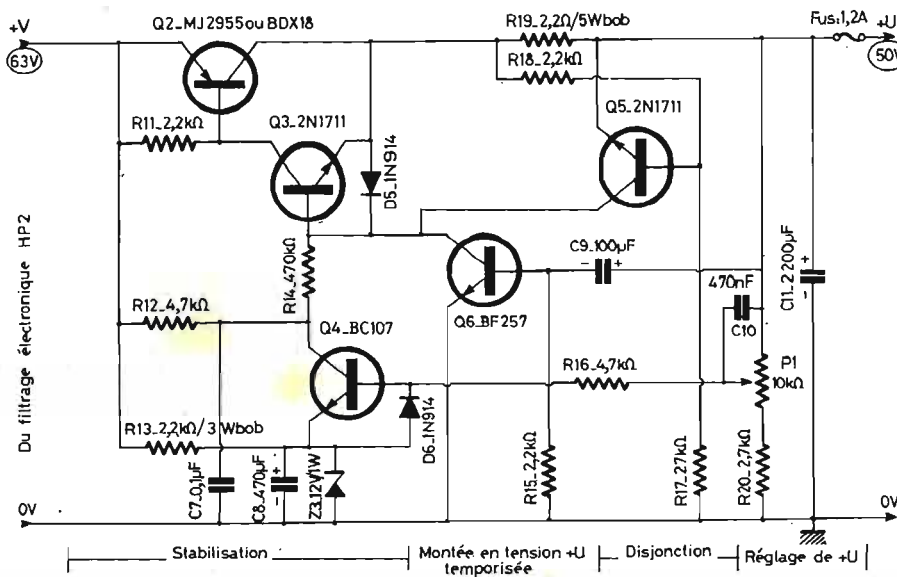 Q2_MJ2955 ou BDX18
+V
63V
R19_2,2Ω/5Wbob
R18_2,2kΩ
Fus:1,2A
+U
50V
R11_2,2kΩ
Q3_2N1711
Q5_2N1711
D5_1N914
R14_470kΩ
C9_100µF
- +
470nF
C10
C11_2200µF
+
-
R12_4,7kΩ
Q4_BC107
Q6_BF257
R16_4,7kΩ
P1
10kΩ
Du filtrage électronique HP2
R13_2,2kΩ/3Wbob
D6_1N914
C7_0,1µF
C8_470µF
+
-
Z3_12V1W
R15_2,2kΩ
R17_27kΩ
R20_2,7kΩ
0V
0V
Stabilisation
Montée en tension +U
temporisée
Disjonction
Réglage de +U